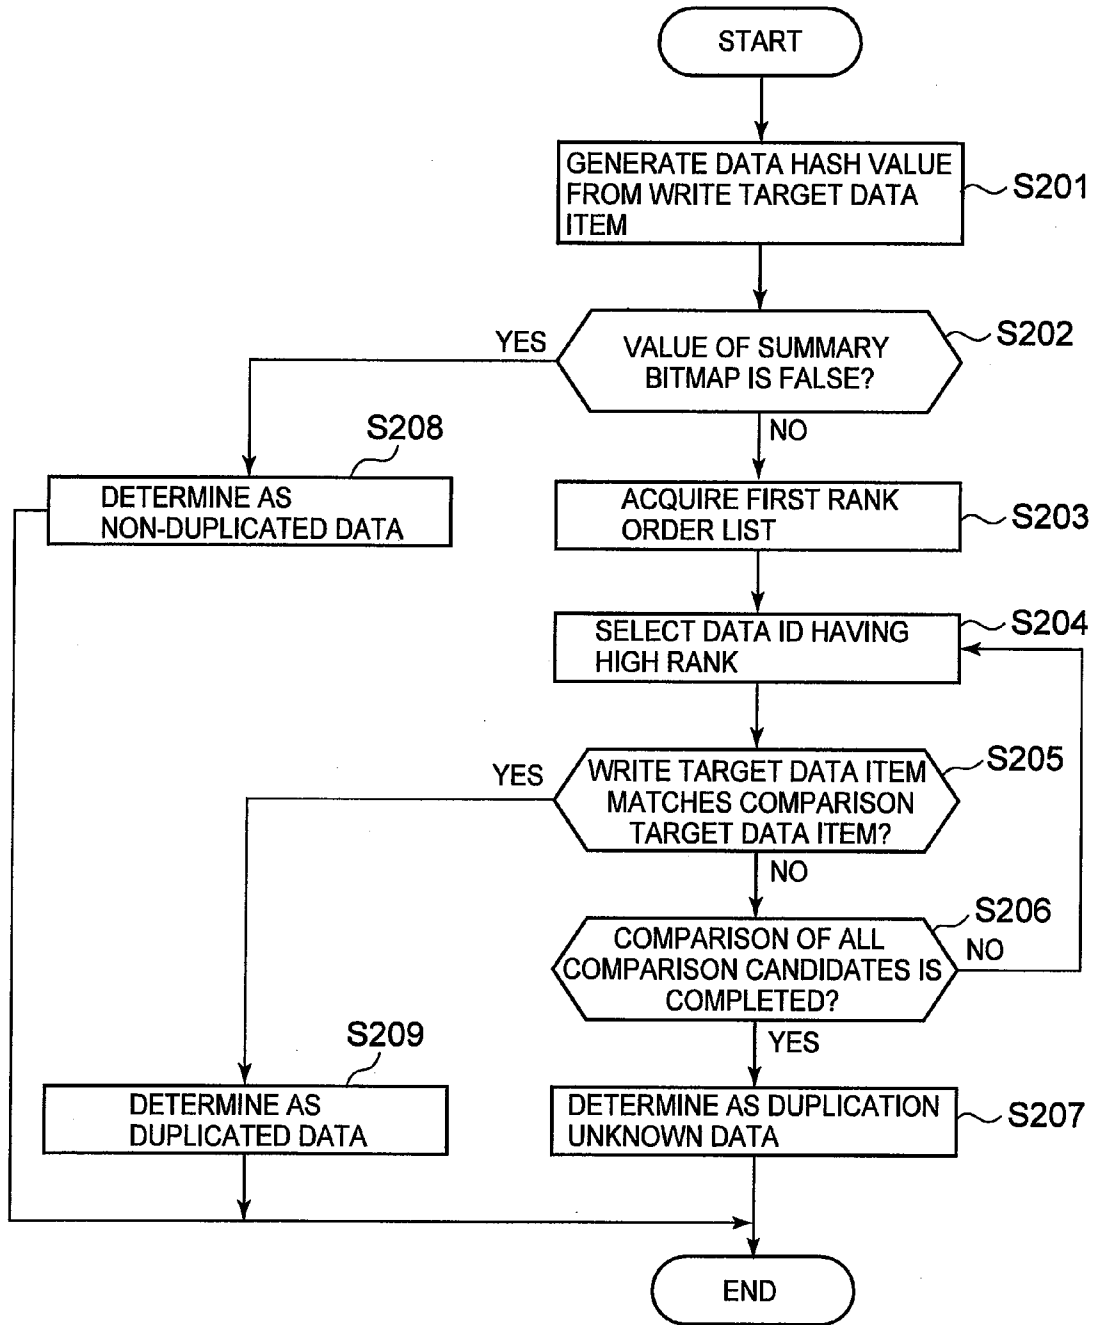 START
GENERATE DATA HASH VALUE
FROM WRITE TARGET DATA
ITEM
S201
VALUE OF SUMMARY
BITMAP IS FALSE?
S202
YES
NO
S208
DETERMINE AS
NON-DUPLICATED DATA
ACQUIRE FIRST RANK
ORDER LIST
S203
SELECT DATA ID HAVING
HIGH RANK
S204
WRITE TARGET DATA ITEM
MATCHES COMPARISON
TARGET DATA ITEM?
S205
YES
NO
COMPARISON OF ALL
COMPARISON CANDIDATES IS
COMPLETED?
S206
NO
YES
S209
DETERMINE AS
DUPLICATED DATA
DETERMINE AS DUPLICATION
UNKNOWN DATA
S207
END